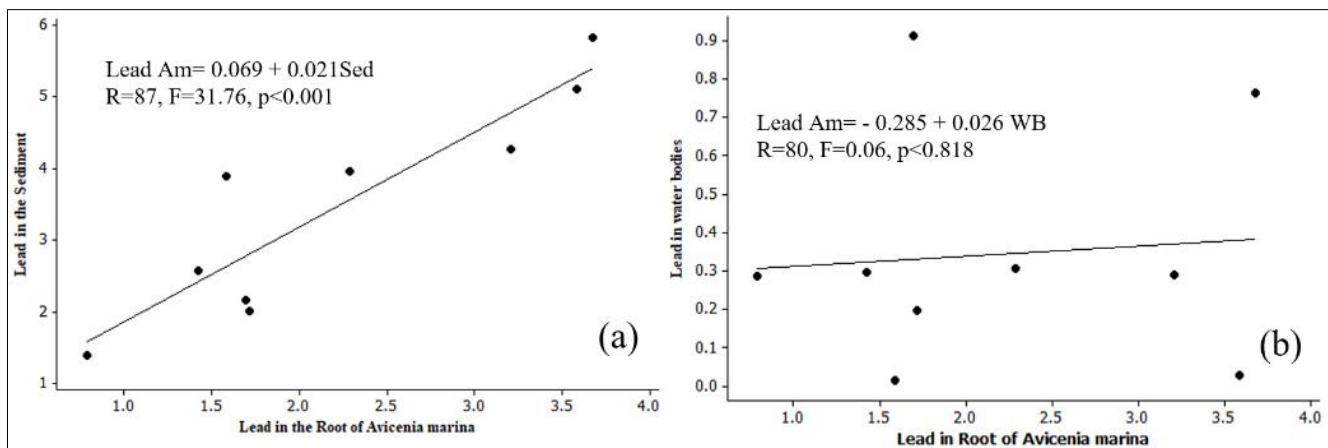 Lead in the Sediment
6
5
4
3
2
1
Lead Am= 0.069 + 0.021Sed
R=87, F=31.76, p<0.001
(a)
1.0 1.5 2.0 2.5 3.0 3.5 4.0
Lead in the Root of Avicenia marina
Lead in water bodies
0.9
0.8
0.7
0.6
0.5
0.4
0.3
0.2
0.1
0.0
Lead Am= - 0.285 + 0.026 WB
R=80, F=0.06, p<0.818
(b)
1.0 1.5 2.0 2.5 3.0 3.5 4.0
Lead in Root of Avicenia marina